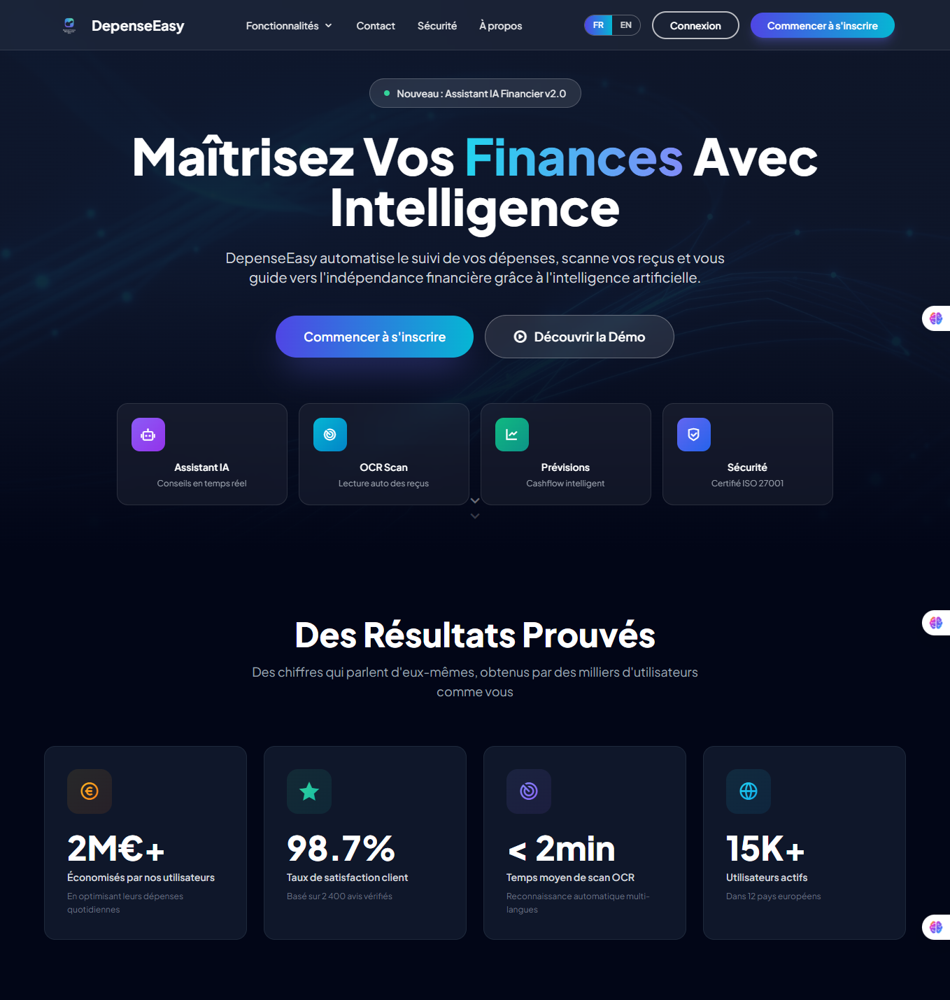 DepenseEasy
Fonctionnalités
Contact
Sécurité
À propos
FR
EN
Connexion
Commencer à s'inscrire
Nouveau : Assistant IA Financier v2.0
Maîtrisez Vos Finances Avec
Intelligence
DepenseEasy automatise le suivi de vos dépenses, scanne vos reçus et vous
guide vers l'indépendance financière grâce à l'intelligence artificielle.
Commencer à s'inscrire
Découvrir la Démo
Assistant IA
Conseils en temps réel
OCR Scan
Lecture auto des reçus
Prévisions
Cashflow intelligent
Sécurité
Certifié ISO 27001
Des Résultats Prouvés
Des chiffres qui parlent d'eux-mêmes, obtenus par des milliers d'utilisateurs
comme vous
2M€+
Économisés par nos utilisateurs
En optimisant leurs dépenses
quotidiennes
98.7%
Taux de satisfaction client
Basé sur 2 400 avis vérifiés
< 2min
Temps moyen de scan OCR
Reconnaissance automatique multi-
langues
15K+
Utilisateurs actifs
Dans 12 pays européens